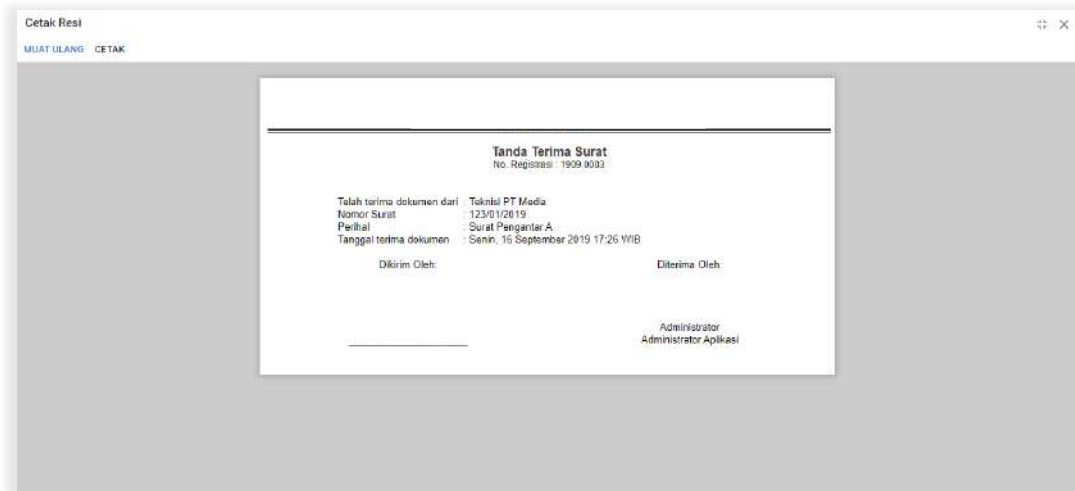 Cetak Resi
MUAT ULANG CETAK
Tanda Terima Surat
No. Registrasi : 1909.0003
Telah terima dokumen dari : Teknisi PT Media
Nomor Surat : 123/01/2019
Perihal : Surat Pengantar A
Tanggal terima dokumen : Senin, 16 September 2019 17:26 WIB
Dikirim Oleh: Diterima Oleh:
Administrator
Administrator Aplikasi